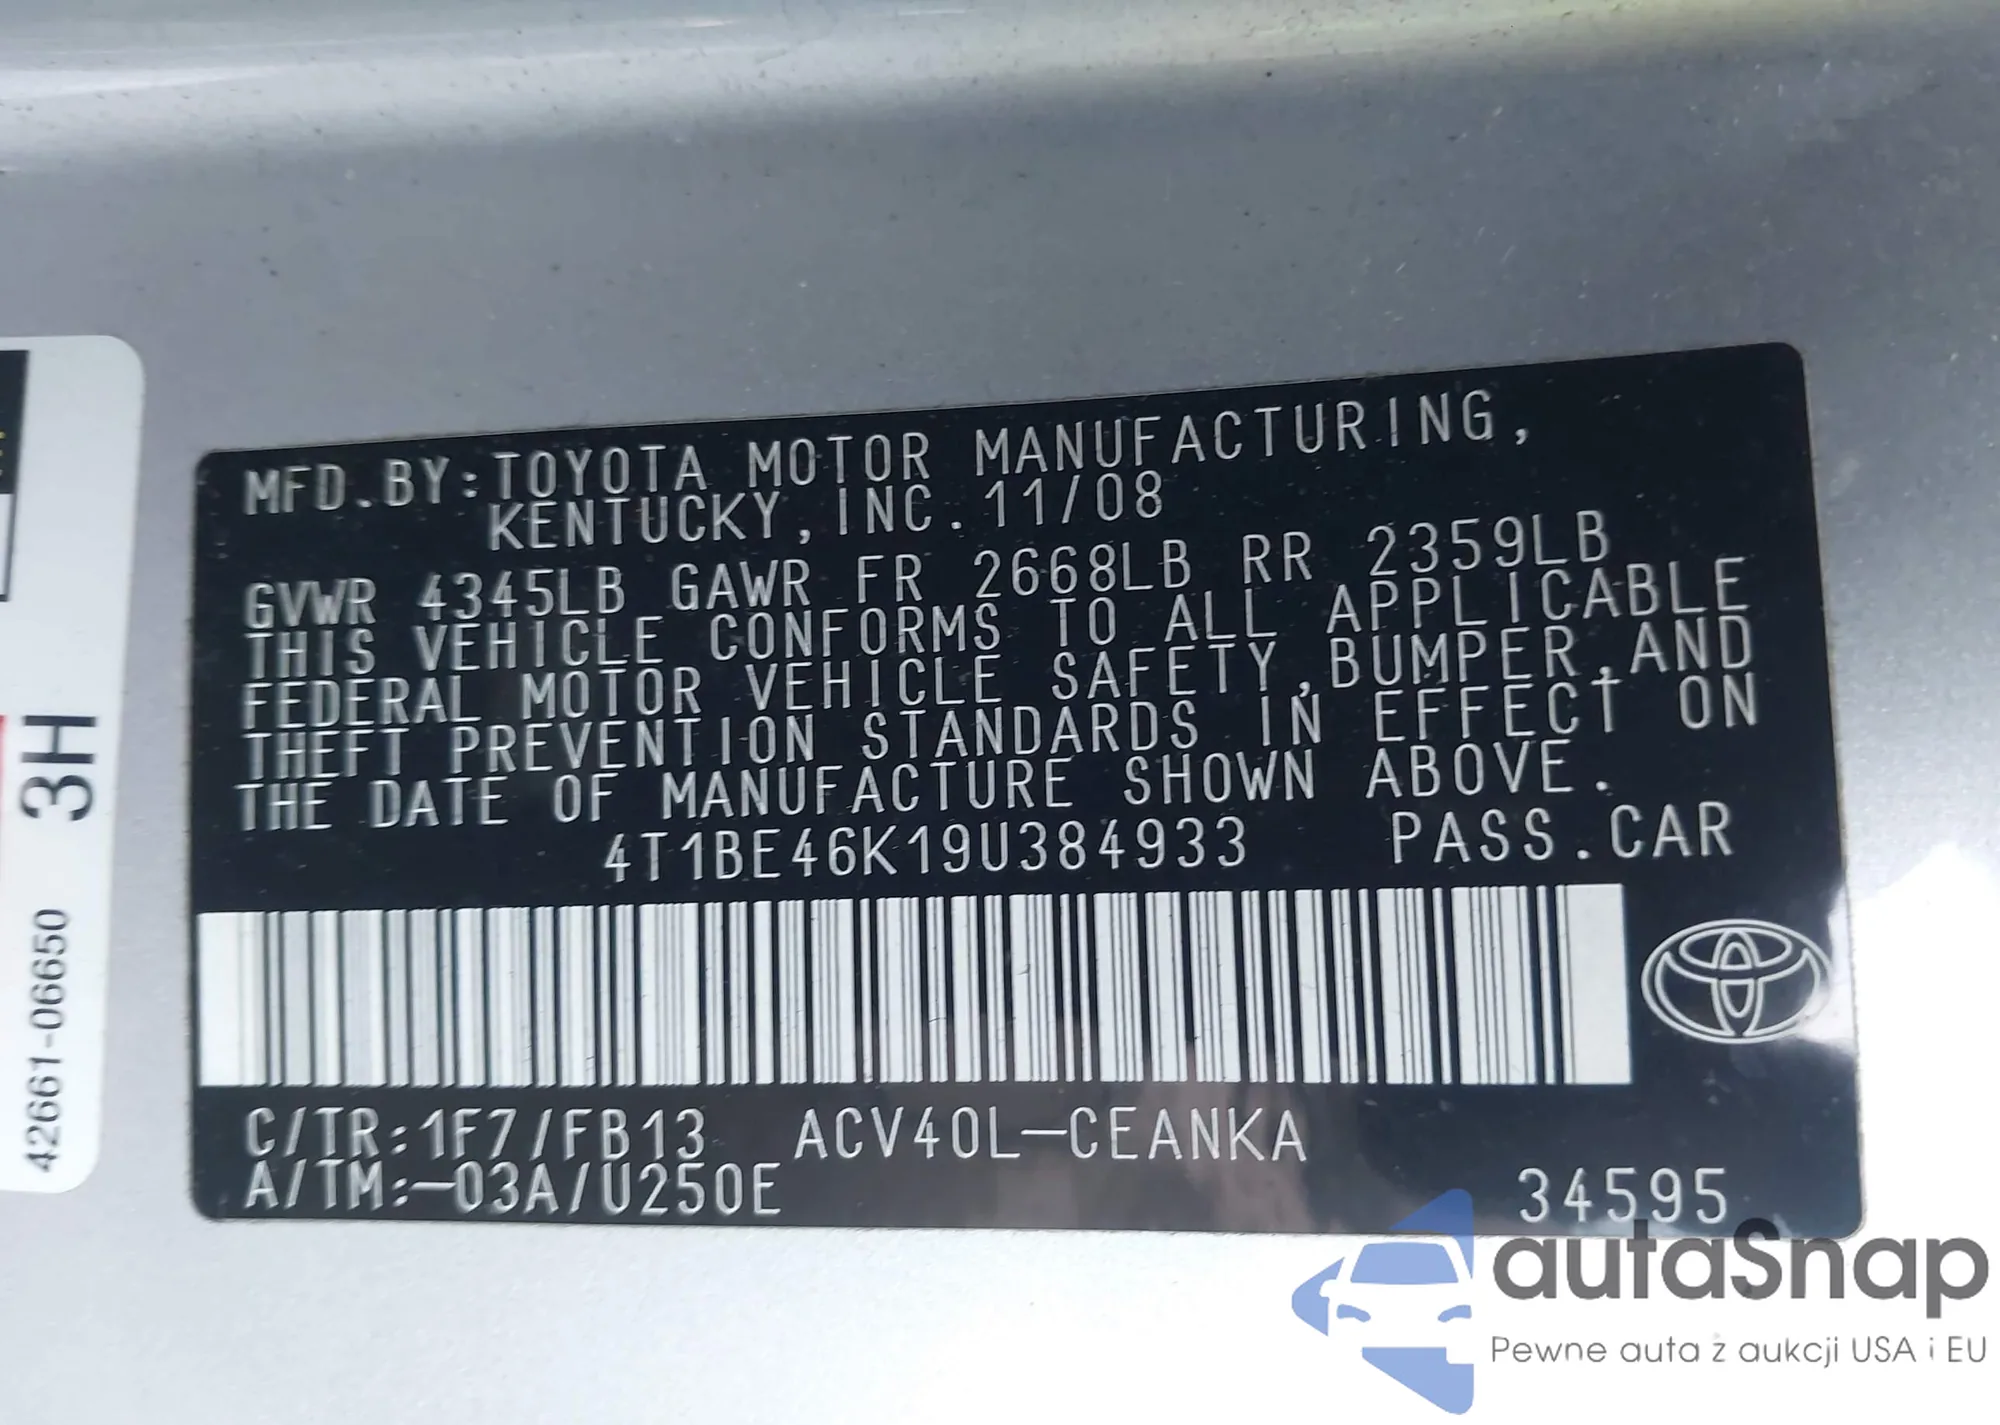 MFD.BY:TOYOTA MOTOR MANUFACTURING,
KENTUCKY,INC.11/08
GVWR 4345LB GAWR FR 2668LB RR 2359LB
THIS VEHICLE CONFORMS TO ALL APPLICABLE
FEDERAL MOTOR VEHICLE SAFETY,BUMPER,AND
THEFT PREVENTION STANDARDS IN EFFECT ON
THE DATE OF MANUFACTURE SHOWN ABOVE.
4T1BE46K19U384933 PASS.CAR
C/TR:1F7/FB13 ACV40L-CEANKA
A/TM:-03A/U250E
34595
3H
42661-06650
autaSnap
Pewne auta z aukcji USA i EU